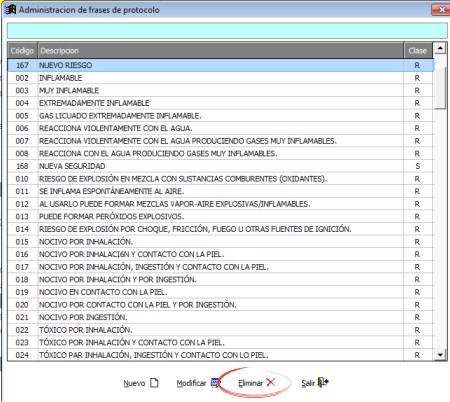 Administracion de frases de protocolo
Código Descripcion Clase
167 NUEVO RIESGO R
002 INFLAMABLE R
003 MUY INFLAMABLE R
004 EXTREMADAMENTE INFLAMABLE R
005 GAS LICUADO EXTREMADAMENTE INFLAMABLE. R
006 REACCIONA VIOLENTAMENTE CON EL AGUA. R
007 REACCIONA VIOLENTAMENTE CON EL AGUA PRODUCIENDO GASES MUY INFLAMABLES. R
008 REACCIONA CON EL AGUA PRODUCIENDO GASES MUY INFLAMABLES. R
168 NUEVA SEGURIDAD S
010 RIESGO DE EXPLOSIÓN EN MEZCLA CON SUSTANCIAS COMBURENTES (OXIDANTES). R
011 SE INFLAMA ESPONTÁNEAMENTE AL AIRE. R
012 AL USARLO PUEDE FORMAR MEZCLAS VAPOR-AIRE EXPLOSIVAS/INFLAMABLES. R
013 PUEDE FORMAR PERÓXIDOS EXPLOSIVOS. R
014 RIESGO DE EXPLOSIÓN POR CHOQUE, FRICCIÓN, FUEGO U OTRAS FUENTES DE IGNICIÓN. R
015 NOCIVO POR INHALACIÓN. R
016 NOCIVO POR INHALACI6N Y CONTACTO CON LA PIEL. R
017 NOCIVO POR INHALACIÓN, INGESTIÓN Y CONTACTO CON LA PIEL. R
018 NOCIVO POR INHALACIÓN Y POR INGESTIÓN. R
019 NOCIVO EN CONTACTO CON LA PIEL. R
020 NOCIVO POR CONTACTO CON LA PIEL Y POR INGESTIÓN. R
021 NOCIVO POR INGESTIÓN. R
022 TÓXICO POR INHALACIÓN. R
023 TÓXICO POR INHALACIÓN Y CONTACTO CON LA PIEL. R
024 TÓXICO PAR INHALACIÓN, INGESTIÓN Y CONTACTO CON LO PIEL. R
Nuevo Modificar Eliminar Salir